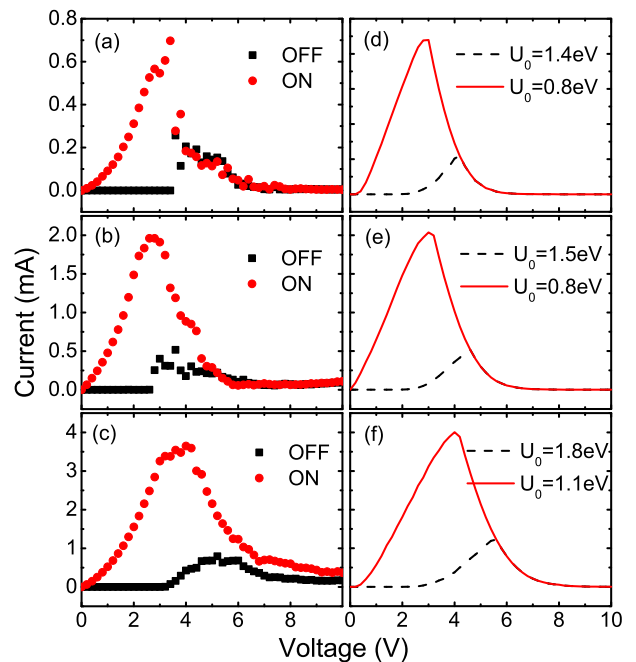 (a)
OFF
ON
0.8
0.6
0.4
0.2
0.0
(d)
U₀=1.4eV
U₀=0.8eV
(b)
OFF
ON
2.0
1.5
1.0
0.5
0.0
(e)
U₀=1.5eV
U₀=0.8eV
(c)
OFF
ON
4
3
2
1
0
(f)
U₀=1.8eV
U₀=1.1eV
0 2 4 6 8
0 2 4 6 8 10
Current (mA)
Voltage (V)